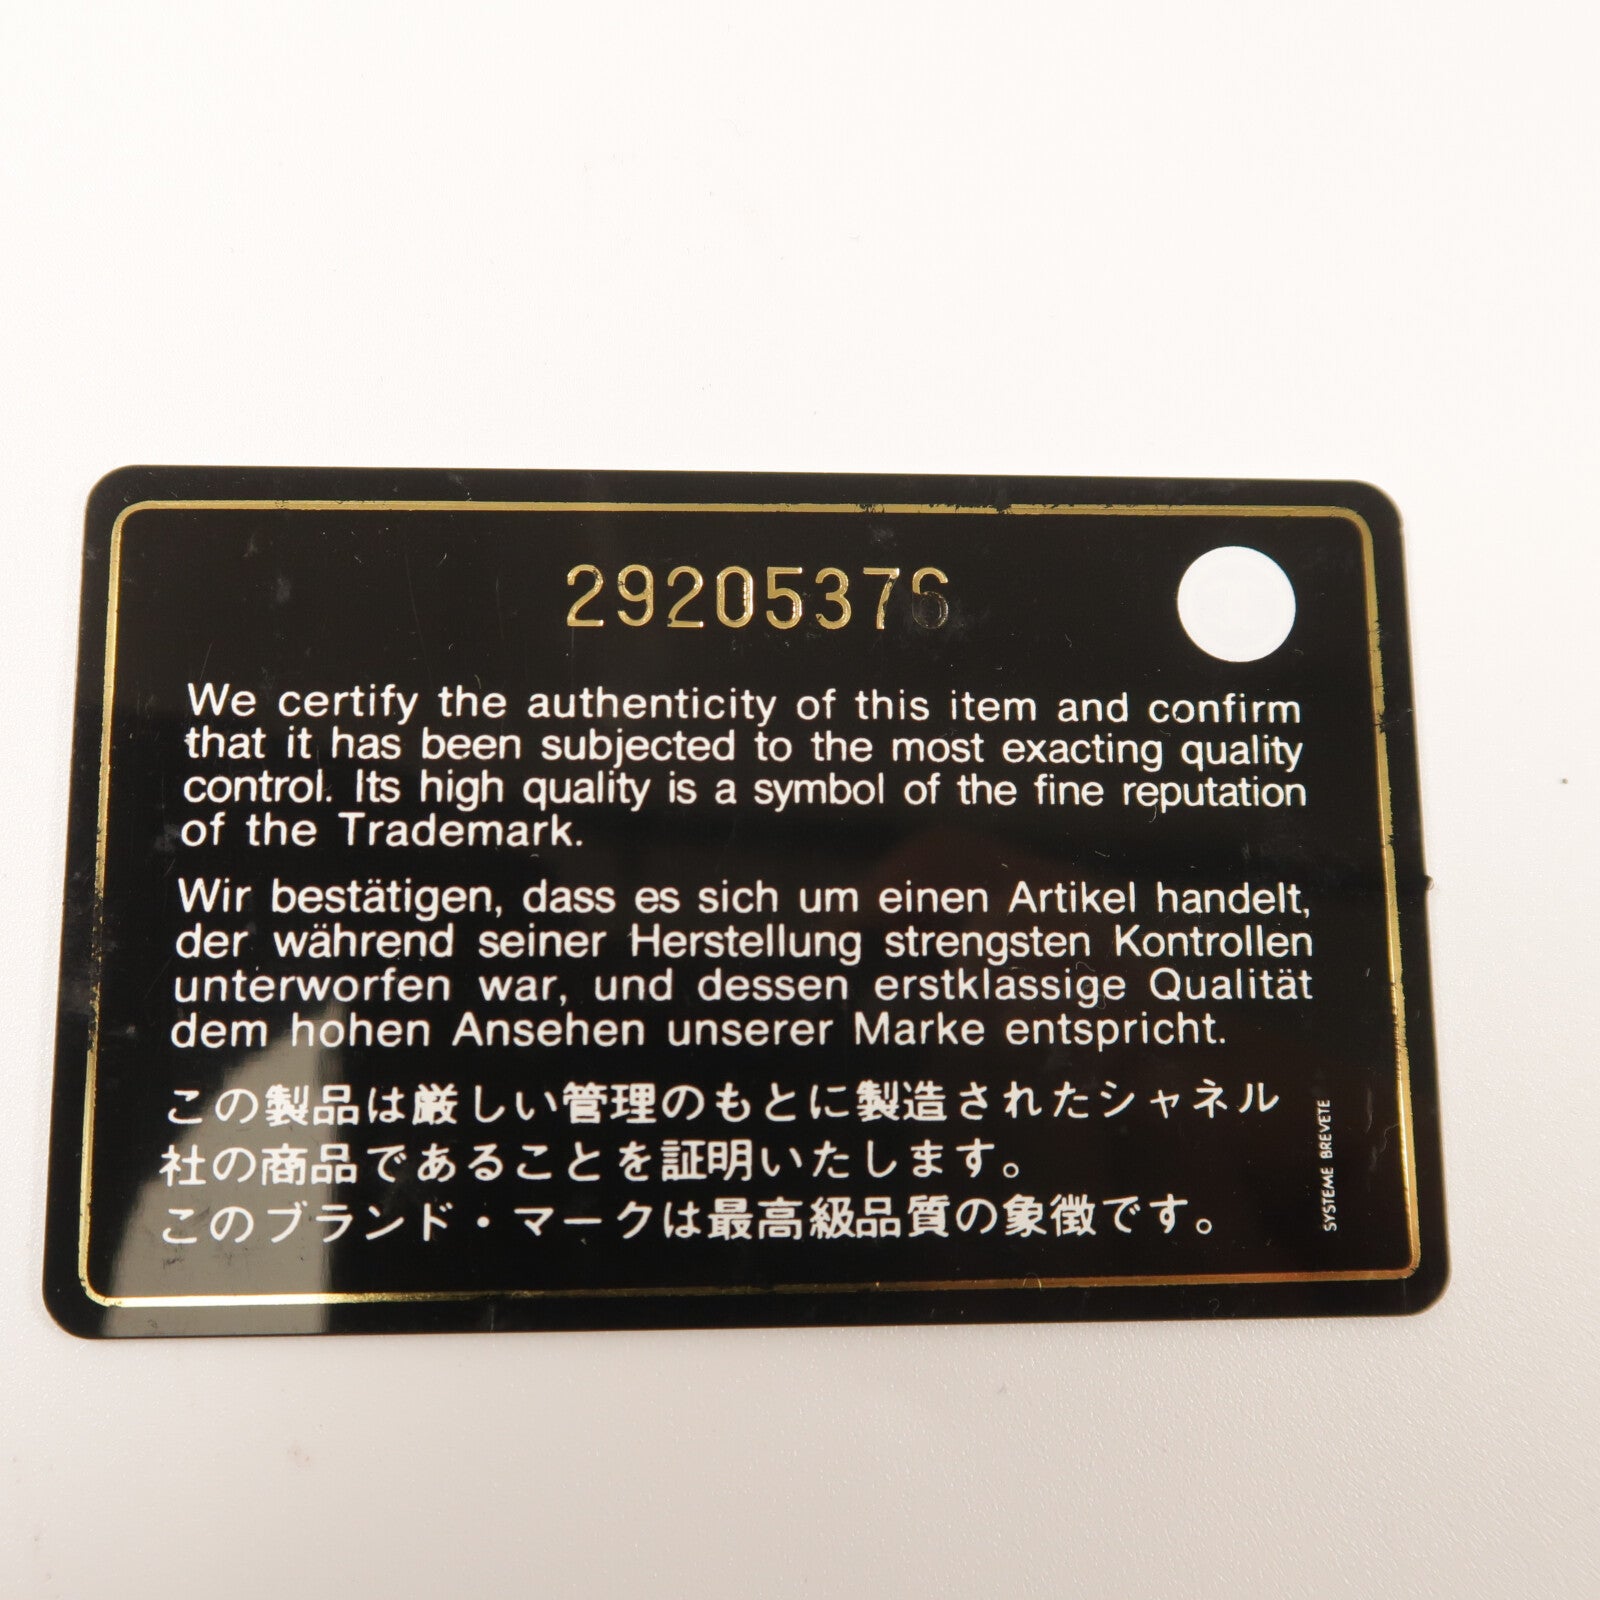 29205376
We certify the authenticity of this item and confirm
that it has been subjected to the most exacting quality
control. Its high quality is a symbol of the fine reputation
of the Trademark.
Wir bestätigen, dass es sich um einen Artikel handelt,
der während seiner Herstellung strengsten Kontrollen
unterworfen war, und dessen erstklassige Qualität
dem hohen Ansehen unserer Marke entspricht.
この製品は厳しい管理のもとに製造されたシャネル
社の商品であることを証明いたします。
このブランド・マークは最高級品質の象徴です。
SYSTEME BREVETE